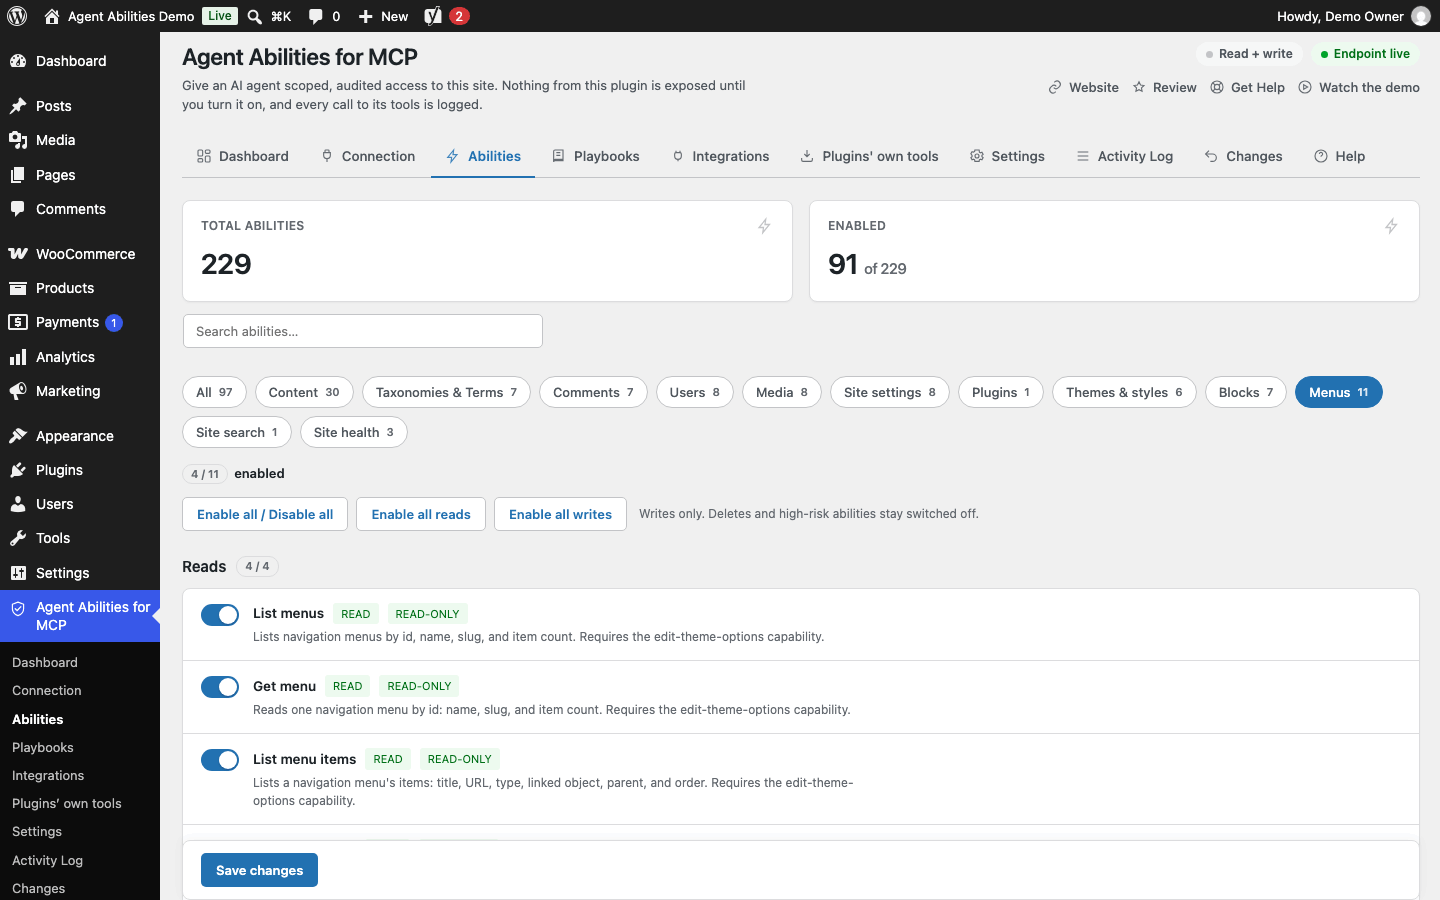 Agent Abilities Demo Live ⌘K 0 New 2 Howdy, Demo Owner
Dashboard
Posts
Media
Pages
Comments
WooCommerce
Products
Payments 1
Analytics
Marketing
Appearance
Plugins
Users
Tools
Settings
Agent Abilities for
MCP
Dashboard
Connection
Abilities
Playbooks
Integrations
Plugins’ own tools
Settings
Activity Log
Changes
Agent Abilities for MCP
Read + write Endpoint live
Give an AI agent scoped, audited access to this site. Nothing from this plugin is exposed until
you turn it on, and every call to its tools is logged.
Website Review Get Help Watch the demo
Dashboard Connection Abilities Playbooks Integrations Plugins' own tools Settings Activity Log Changes Help
TOTAL ABILITIES
229
ENABLED
91 of 229
Search abilities...
All 97 Content 30 Taxonomies & Terms 7 Comments 7 Users 8 Media 8 Site settings 8 Plugins 1 Themes & styles 6 Blocks 7 Menus 11
Site search 1 Site health 3
4 / 11 enabled
Enable all / Disable all Enable all reads Enable all writes Writes only. Deletes and high-risk abilities stay switched off.
Reads 4 / 4
List menus READ READ-ONLY
Lists navigation menus by id, name, slug, and item count. Requires the edit-theme-options capability.
Get menu READ READ-ONLY
Reads one navigation menu by id: name, slug, and item count. Requires the edit-theme-options capability.
List menu items READ READ-ONLY
Lists a navigation menu's items: title, URL, type, linked object, parent, and order. Requires the edit-theme-
options capability.
Save changes